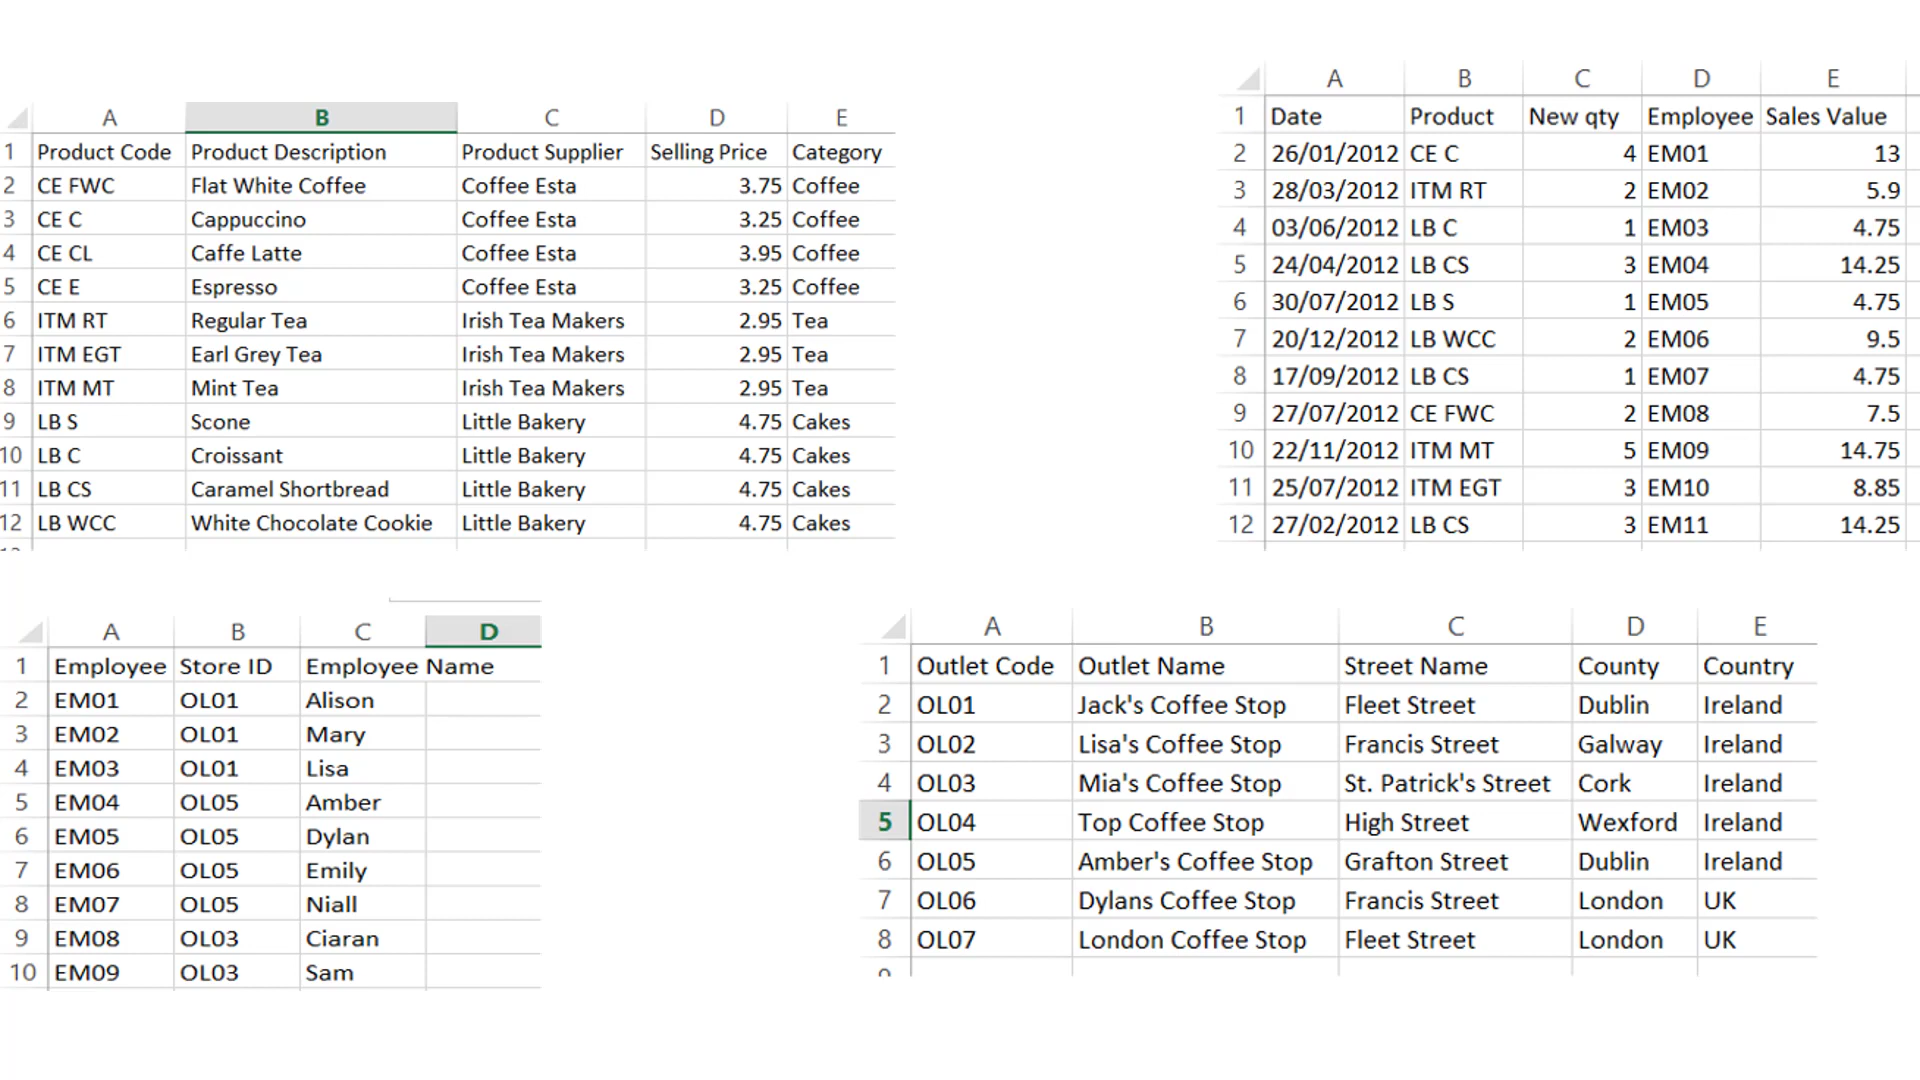 A B C D E
1 Product Code Product Description Product Supplier Selling Price Category
2 CE FWC Flat White Coffee Coffee Esta 3.75 Coffee
3 CE C Cappuccino Coffee Esta 3.25 Coffee
4 CE CL Caffe Latte Coffee Esta 3.95 Coffee
5 CE E Espresso Coffee Esta 3.25 Coffee
6 ITM RT Regular Tea Irish Tea Makers 2.95 Tea
7 ITM EGT Earl Grey Tea Irish Tea Makers 2.95 Tea
8 ITM MT Mint Tea Irish Tea Makers 2.95 Tea
9 LB S Scone Little Bakery 4.75 Cakes
10 LB C Croissant Little Bakery 4.75 Cakes
11 LB CS Caramel Shortbread Little Bakery 4.75 Cakes
12 LB WCC White Chocolate Cookie Little Bakery 4.75 Cakes
A B C D E
1 Date Product New qty Employee Sales Value
2 26/01/2012 CE C 4 EM01 13
3 28/03/2012 ITM RT 2 EM02 5.9
4 03/06/2012 LB C 1 EM03 4.75
5 24/04/2012 LB CS 3 EM04 14.25
6 30/07/2012 LB S 1 EM05 4.75
7 20/12/2012 LB WCC 2 EM06 9.5
8 17/09/2012 LB CS 1 EM07 4.75
9 27/07/2012 CE FWC 2 EM08 7.5
10 22/11/2012 ITM MT 5 EM09 14.75
11 25/07/2012 ITM EGT 3 EM10 8.85
12 27/02/2012 LB CS 3 EM11 14.25
A B C D
1 Employee Store ID Employee Name
2 EM01 OL01 Alison
3 EM02 OL01 Mary
4 EM03 OL01 Lisa
5 EM04 OL05 Amber
6 EM05 OL05 Dylan
7 EM06 OL05 Emily
8 EM07 OL05 Niall
9 EM08 OL03 Ciaran
10 EM09 OL03 Sam
A B C D E
1 Outlet Code Outlet Name Street Name County Country
2 OL01 Jack's Coffee Stop Fleet Street Dublin Ireland
3 OL02 Lisa's Coffee Stop Francis Street Galway Ireland
4 OL03 Mia's Coffee Stop St. Patrick's Street Cork Ireland
5 OL04 Top Coffee Stop High Street Wexford Ireland
6 OL05 Amber's Coffee Stop Grafton Street Dublin Ireland
7 OL06 Dylans Coffee Stop Francis Street London UK
8 OL07 London Coffee Stop Fleet Street London UK